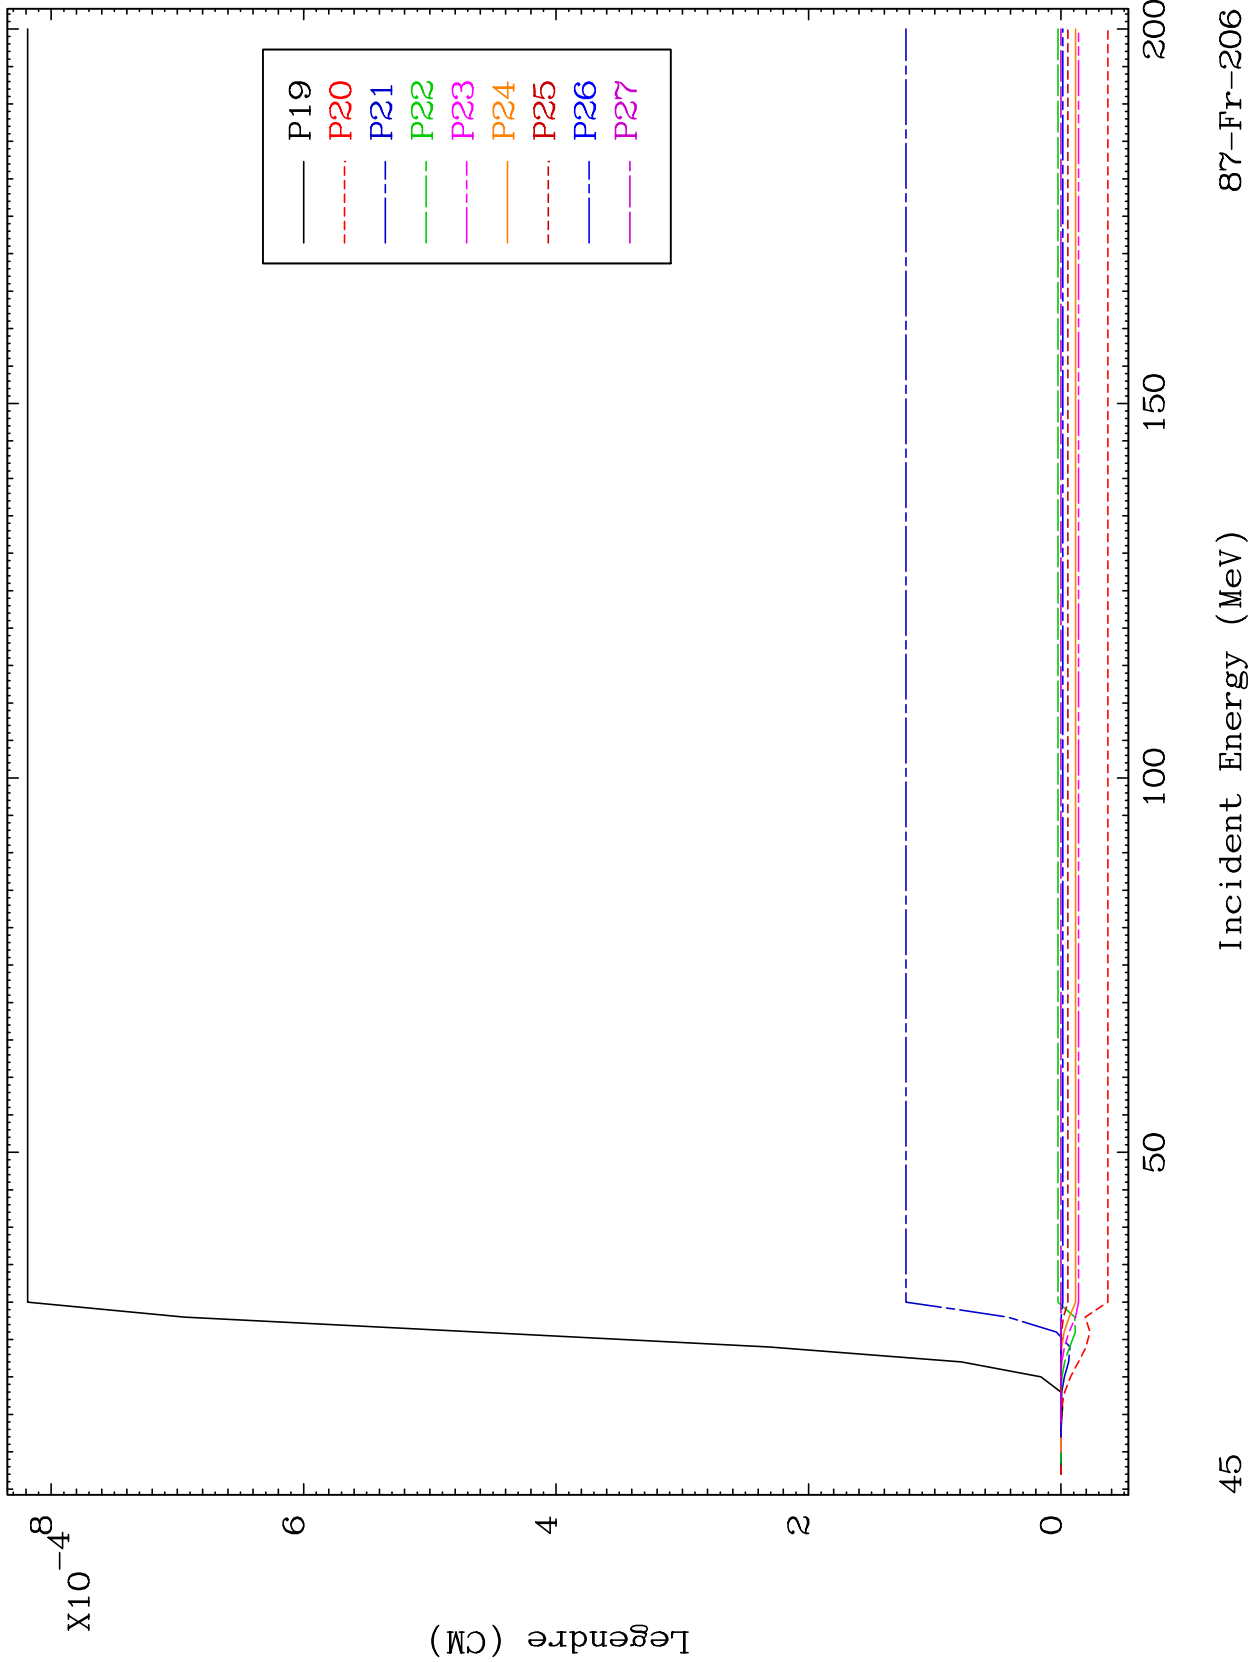 X10
-4
8
6
4
2
0
Legendre (CM)
P19
P20
P21
P22
P23
P24
P25
P26
P27
50
100
150
200
Incident Energy (MeV)
45
87-Fr-206